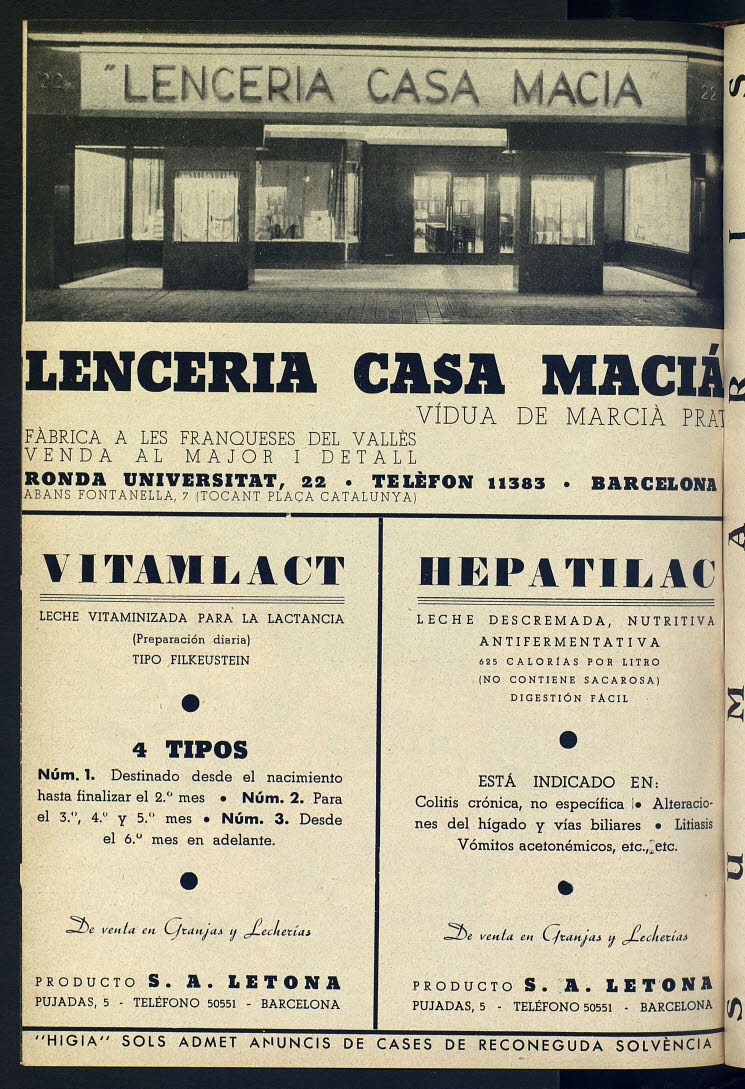 22
"LENCERIA CASA MACIA"
22
LENCERIA CASA MACIÁ
VÍDUA DE MARCIÀ PRAT
FÀBRICA A LES FRANQUESES DEL VALLÈS
VENDA AL MAJOR I DETALL
RONDA UNIVERSITAT, 22 • TELÈFON 11383 • BARCELONA
ABANS FONTANELLA, 7 (TOCANT PLAÇA CATALUNYA)
VITAMLACT
LECHE VITAMINIZADA PARA LA LACTANCIA
(Preparación diaria)
TIPO FILKEUSTEIN
4 TIPOS
Núm. 1. Destinado desde el nacimiento
hasta finalizar el 2.º mes • Núm. 2. Para
el 3.º, 4.º y 5.º mes • Núm. 3. Desde
el 6.º mes en adelante.
De venta en Granjas y Lecherías
PRODUCTO S. A. LETONA
PUJADAS, 5 - TELÉFONO 50551 - BARCELONA
HEPATILAC
LECHE DESCREMADA, NUTRITIVA
ANTIFERMENTATIVA
625 CALORÍAS POR LITRO
(NO CONTIENE SACAROSA)
DIGESTIÓN FÁCIL
ESTÁ INDICADO EN:
Colitis crónica, no específica • Alteracio-
nes del hígado y vías biliares • Litiasis
Vómitos acetonémicos, etc., etc.
De venta en Granjas y Lecherías
PRODUCTO S. A. LETONA
PUJADAS, 5 - TELÉFONO 50551 - BARCELONA
"HIGIA" SOLS ADMET ANUNCIS DE CASES DE RECONEGUDA SOLVÈNCIA
S u M A R I S